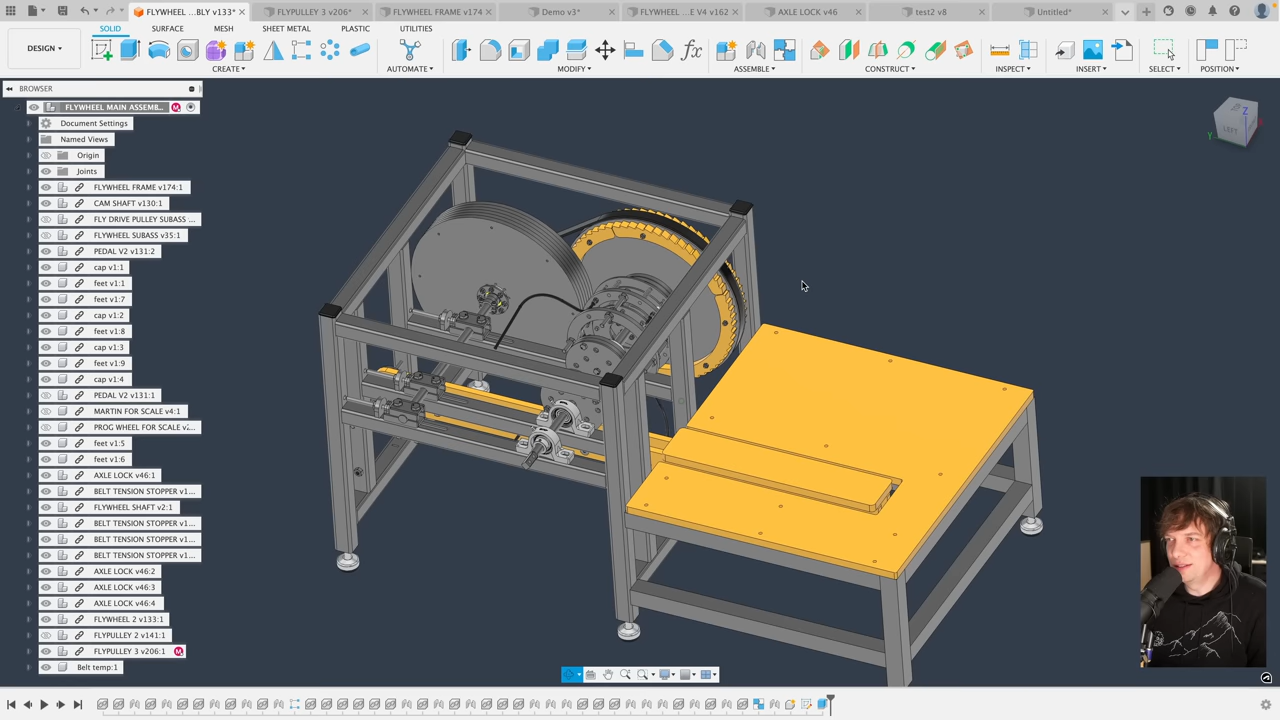 FLYWHEEL ...BLY v133*
FLYPULLEY 3 v206*
FLYWHEEL FRAME v174
Demo v3*
FLYWHEEL ...E V4 v162
AXLE LOCK v46
test2 v8
Untitled*
DESIGN
SOLID
SURFACE
MESH
SHEET METAL
PLASTIC
UTILITIES
CREATE
AUTOMATE
MODIFY
ASSEMBLE
CONSTRUCT
INSPECT
INSERT
SELECT
POSITION
BROWSER
FLYWHEEL MAIN ASSEMB...
Document Settings
Named Views
Origin
Joints
FLYWHEEL FRAME v174:1
CAM SHAFT v130:1
FLY DRIVE PULLEY SUBASS ...
FLYWHEEL SUBASS v35:1
PEDAL V2 v131:2
cap v1:1
feet v1:1
feet v1:7
cap v1:2
feet v1:8
cap v1:3
feet v1:9
cap v1:4
PEDAL V2 v131:1
MARTIN FOR SCALE v4:1
PROG WHEEL FOR SCALE v...
feet v1:5
feet v1:6
AXLE LOCK v46:1
BELT TENSION STOPPER v1...
FLYWHEEL SHAFT v2:1
BELT TENSION STOPPER v1...
BELT TENSION STOPPER v1...
BELT TENSION STOPPER v1...
AXLE LOCK v46:2
AXLE LOCK v46:3
AXLE LOCK v46:4
FLYWHEEL 2 v133:1
FLYPULLEY 2 v141:1
FLYPULLEY 3 v206:1
Belt temp:1
LEFT
Z
Y